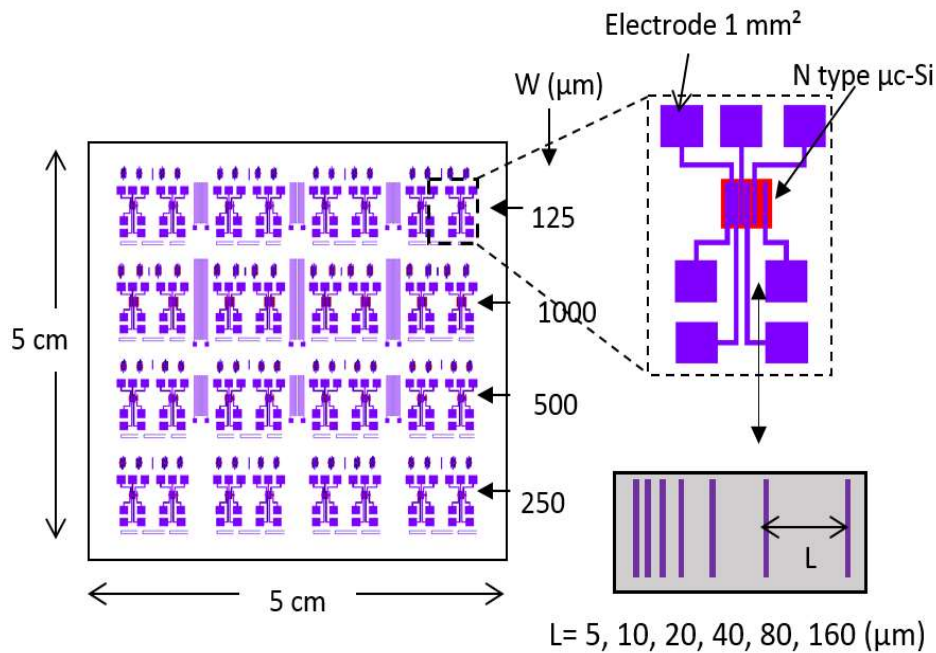 Electrode 1 mm²
N type µc-Si
W (µm)
125
1000
500
250
5 cm
5 cm
L
L= 5, 10, 20, 40, 80, 160 (µm)